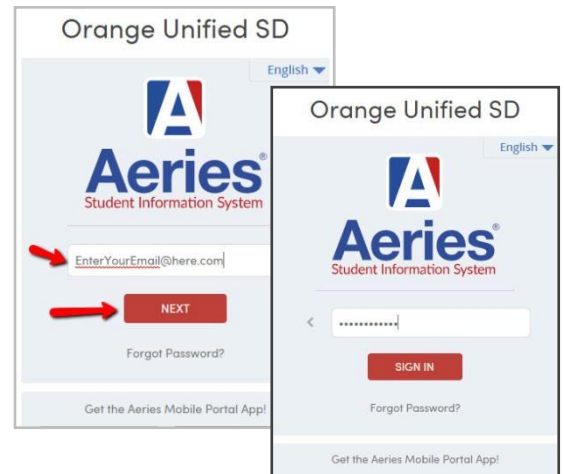 Orange Unified SD
English
Aeries®
Student Information System
EnterYourEmail@here.com
NEXT
Forgot Password?
Get the Aeries Mobile Portal App!
Orange Unified SD
English
Aeries®
Student Information System
••••••••••••
SIGN IN
Forgot Password?
Get the Aeries Mobile Portal App!